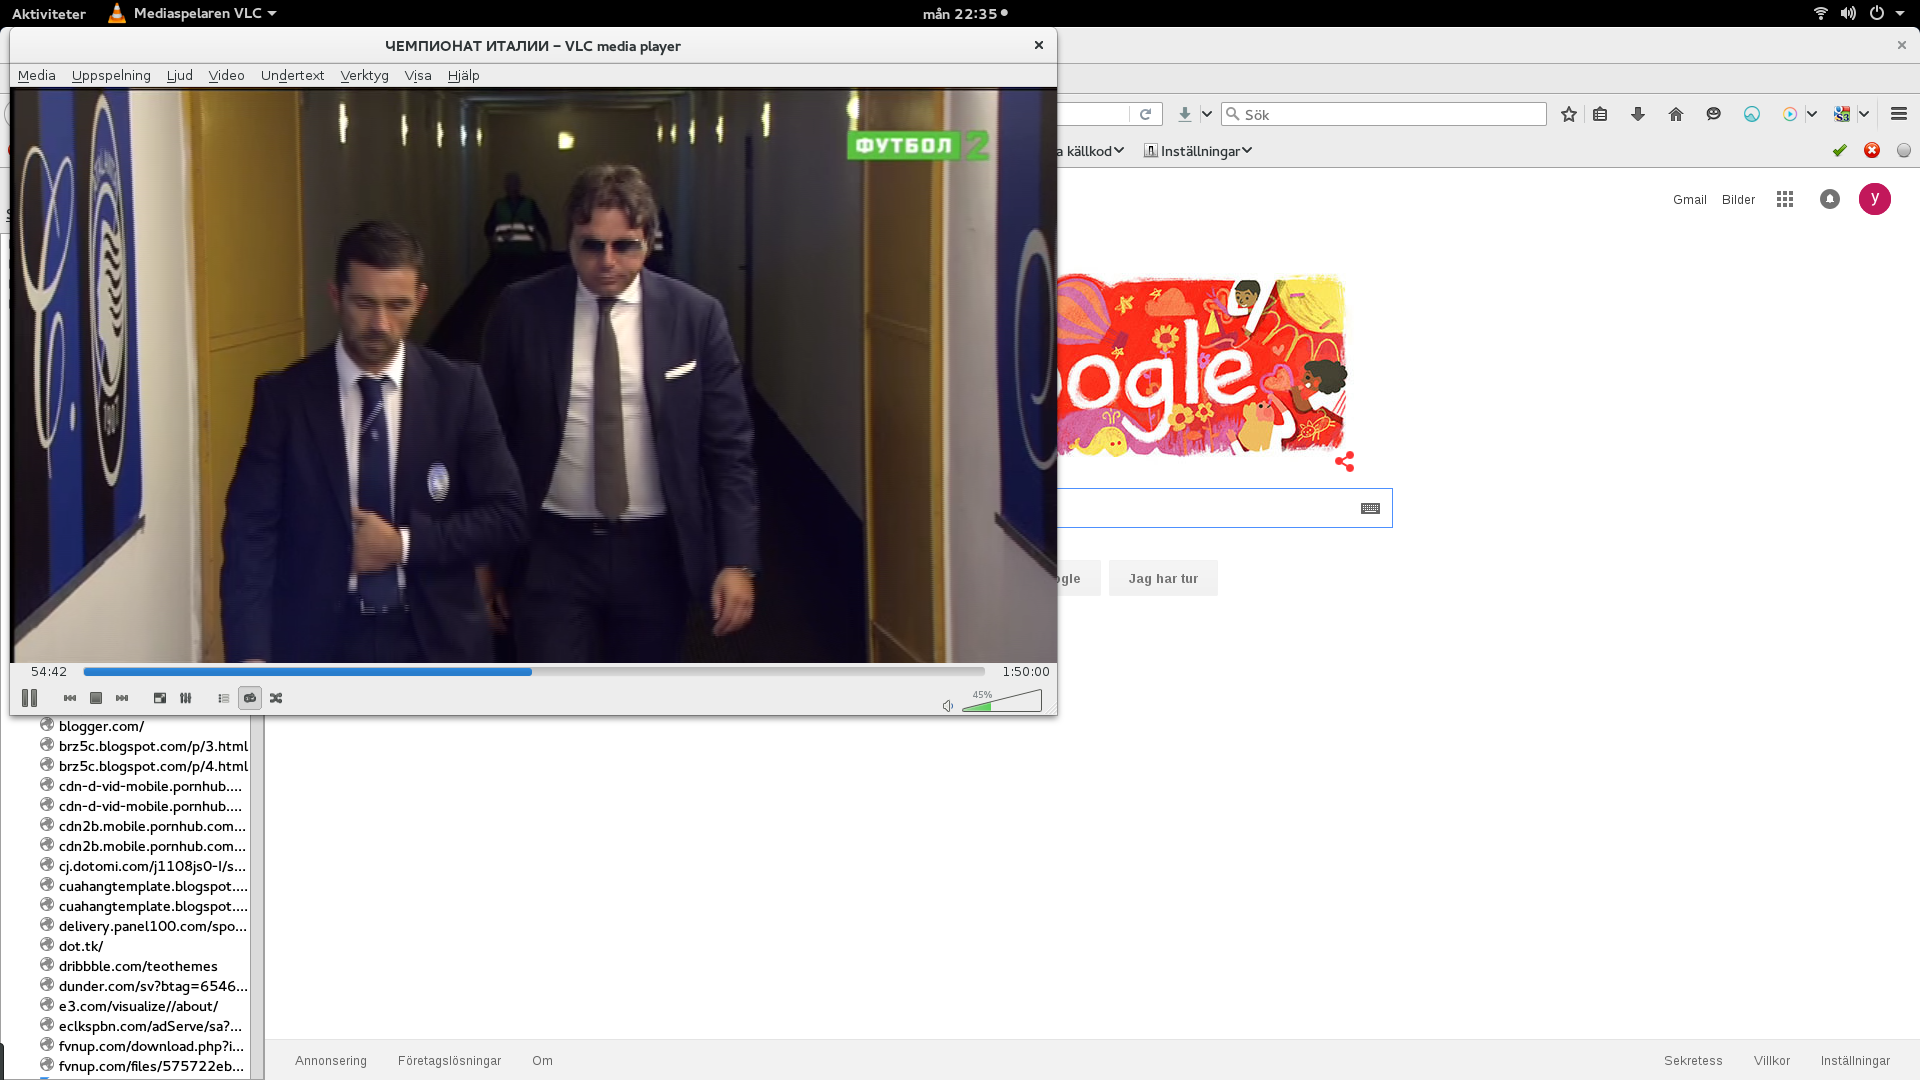 Aktiviteter
Mediaspelaren VLC
mån 22:35
ЧЕМПИОНАТ ИТАЛИИ – VLC media player
Media Uppspelning Ljud Video Undertext Verktyg Visa Hjälp
Sök
a källkod
Inställningar
ФУТБОЛ 2
1907
Gmail Bilder
y
ogle
ogle
Jag har tur
54:42
1:50:00
45%
blogger.com/
brz5c.blogspot.com/p/3.html
brz5c.blogspot.com/p/4.html
cdn-d-vid-mobile.pornhub....
cdn-d-vid-mobile.pornhub....
cdn2b.mobile.pornhub.com...
cdn2b.mobile.pornhub.com...
cj.dotomi.com/j1108js0-I/s...
cuahangtemplate.blogspot....
cuahangtemplate.blogspot....
delivery.panel100.com/spo...
dot.tk/
dribbble.com/teothemes
dunder.com/sv?btag=6546...
e3.com/visualize//about/
eclkspbn.com/adServe/sa?...
fvnup.com/download.php?i...
fvnup.com/files/575722eb...
Annonsering Företagslösningar Om
Sekretess Villkor Inställningar